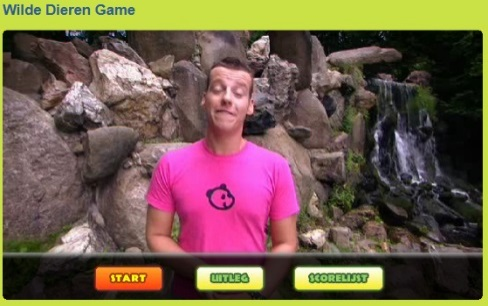 Wilde Dieren Game
START
UITLEG
SCORELIJST